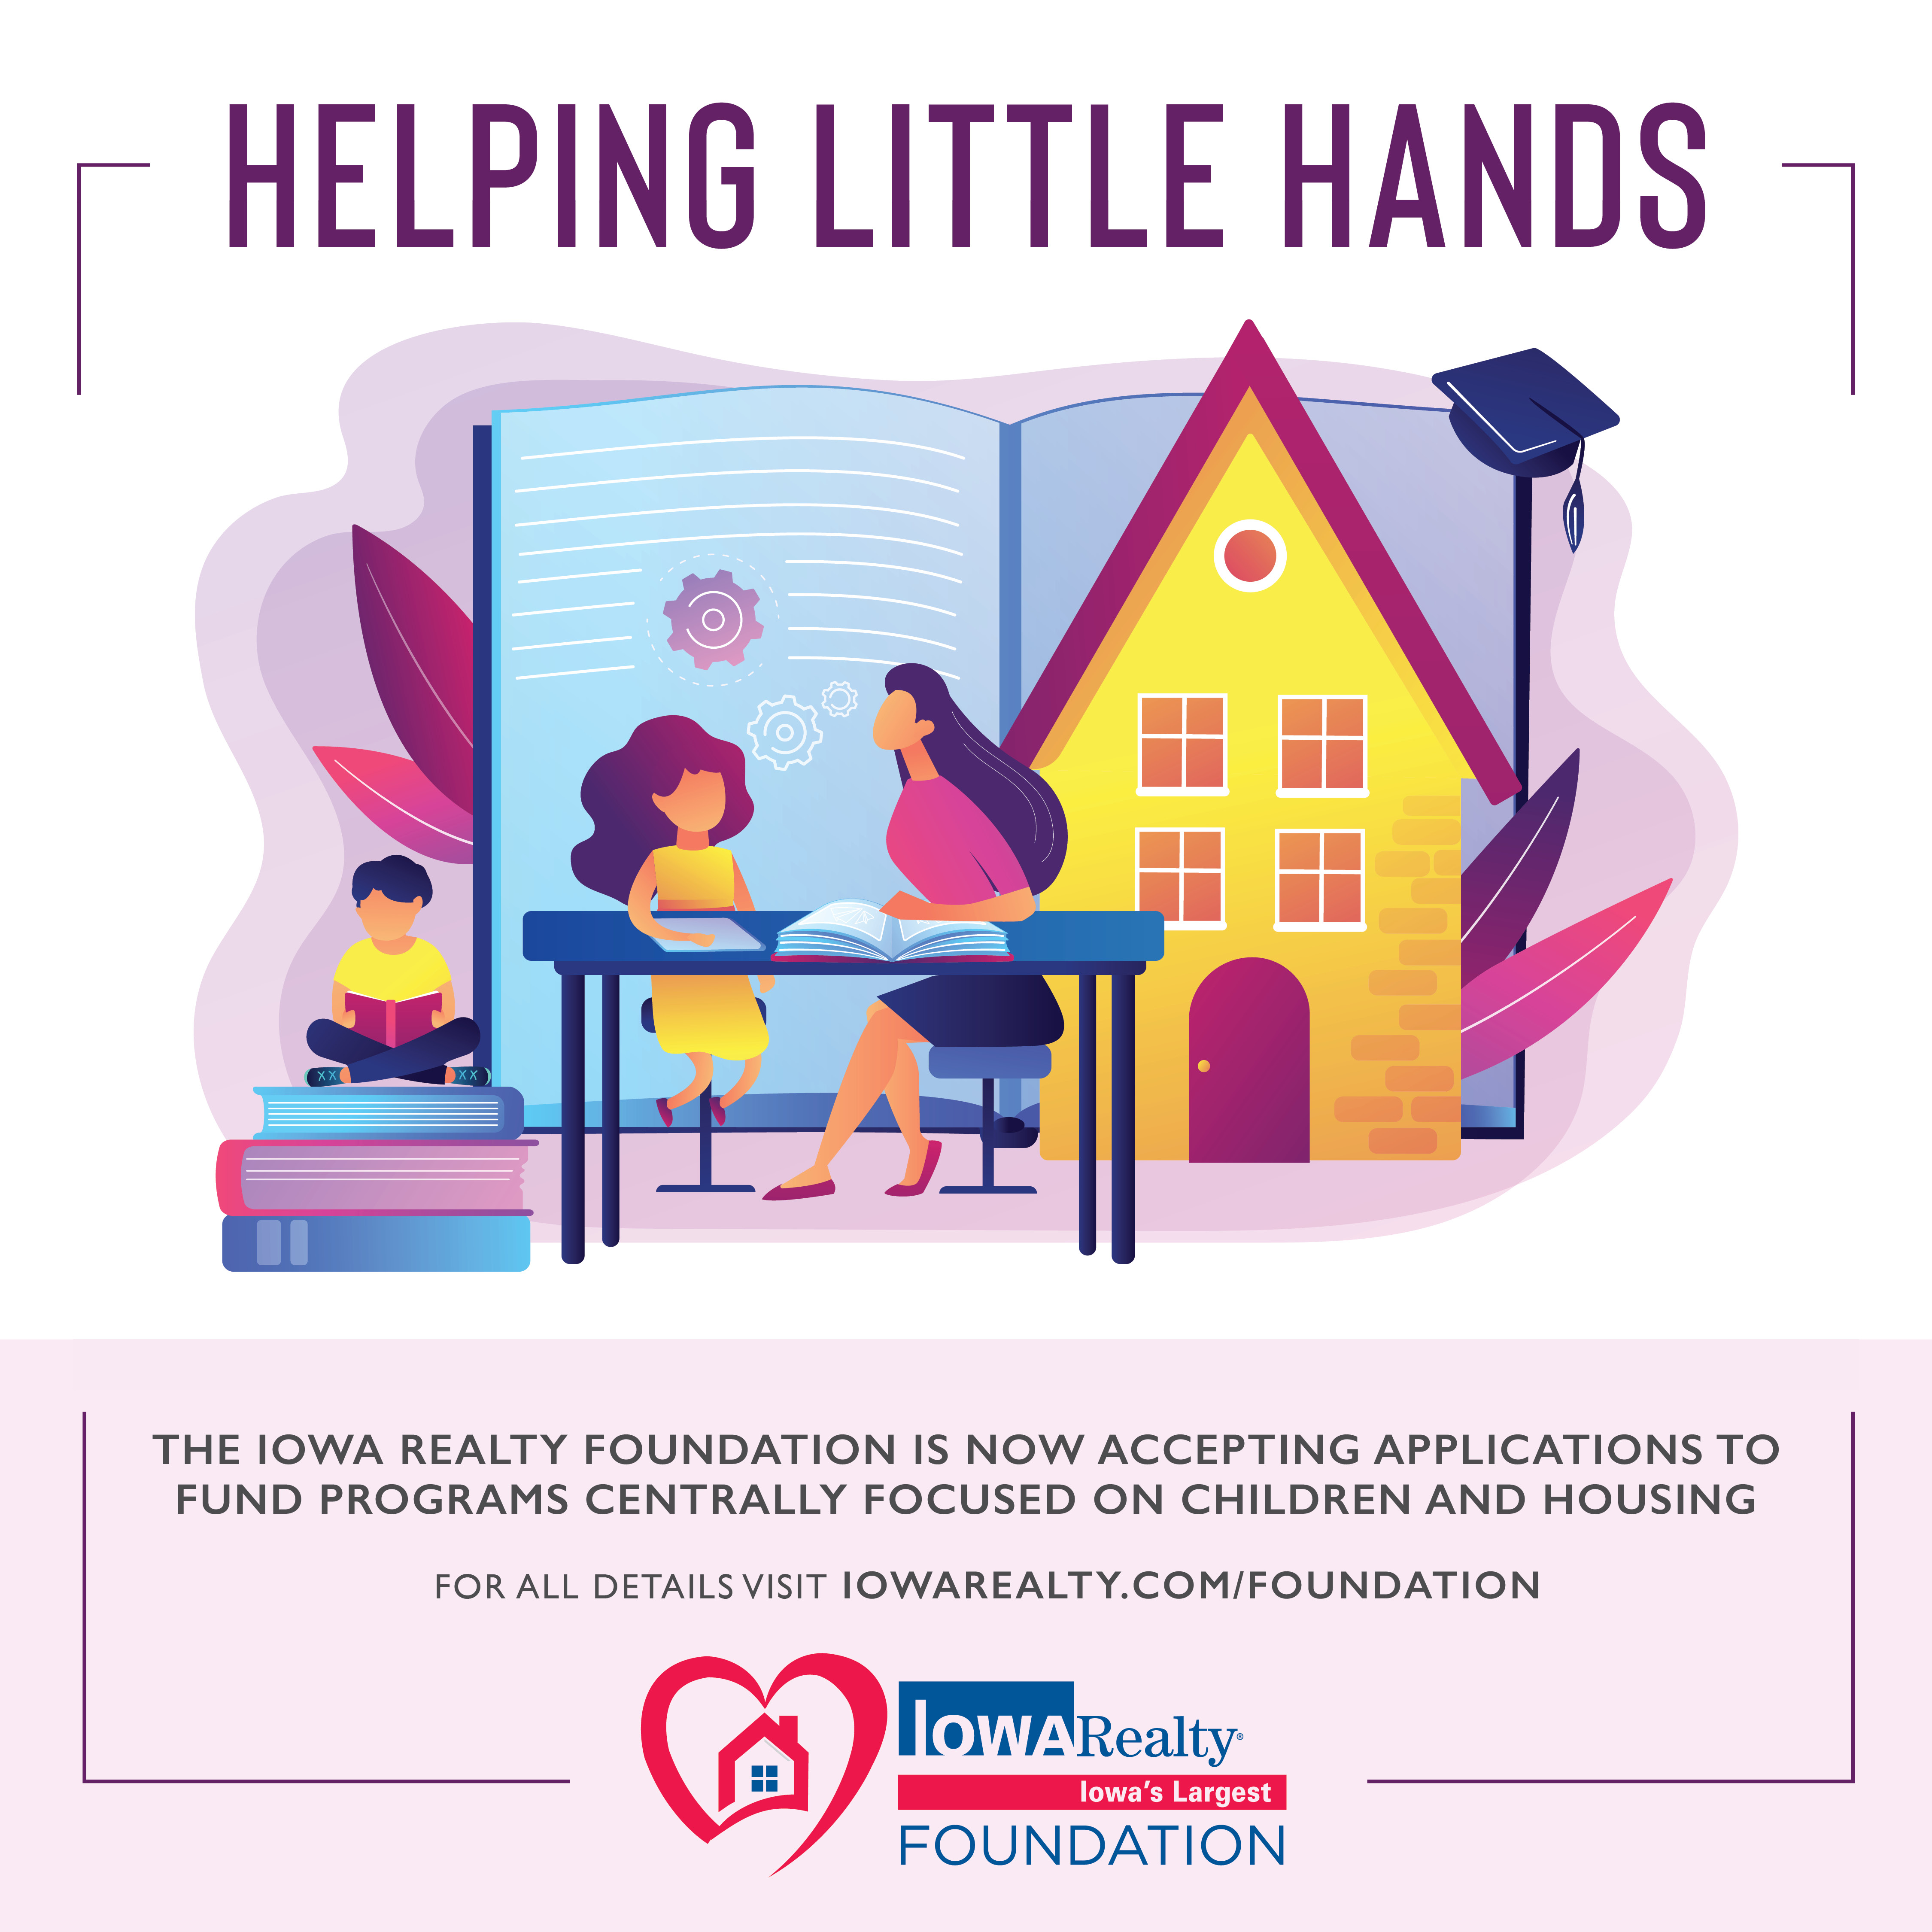 HELPING LITTLE HANDS
THE IOWA REALTY FOUNDATION IS NOW ACCEPTING APPLICATIONS TO
FUND PROGRAMS CENTRALLY FOCUSED ON CHILDREN AND HOUSING
FOR ALL DETAILS VISIT IOWAREALTY.COM/FOUNDATION
IOWA Realty®
Iowa's Largest
FOUNDATION